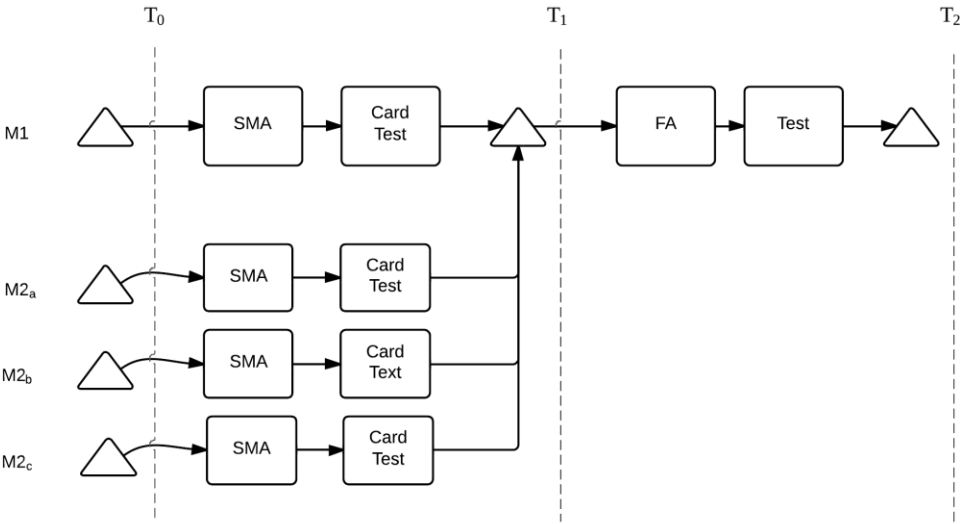 T₀ T₁ T₂
M1 SMA Card Test FA Test
M2ₐ SMA Card Test
M2b SMA Card Text
M2c SMA Card Test